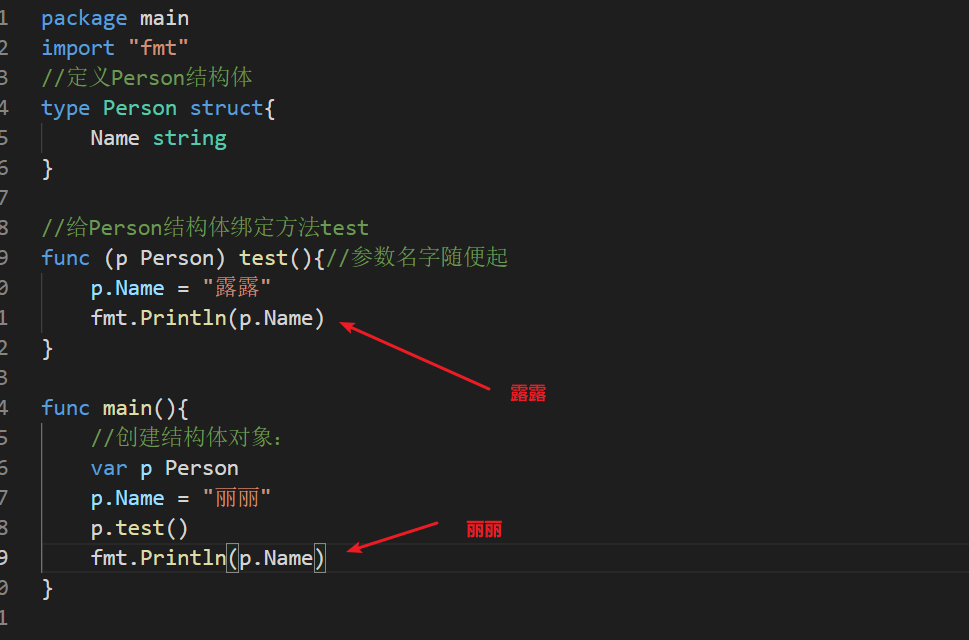 1 package main
2 import "fmt"
3 //定义Person结构体
4 type Person struct{
5     Name string
6 }
7
8 //给Person结构体绑定方法test
9 func (p Person) test(){//参数名字随便起
0     p.Name = "露露"
1     fmt.Println(p.Name)
2 }
露露
3
4 func main(){
5     //创建结构体对象：
6     var p Person
7     p.Name = "丽丽"
8     p.test()
丽丽
9     fmt.Println(p.Name)
0 }
1